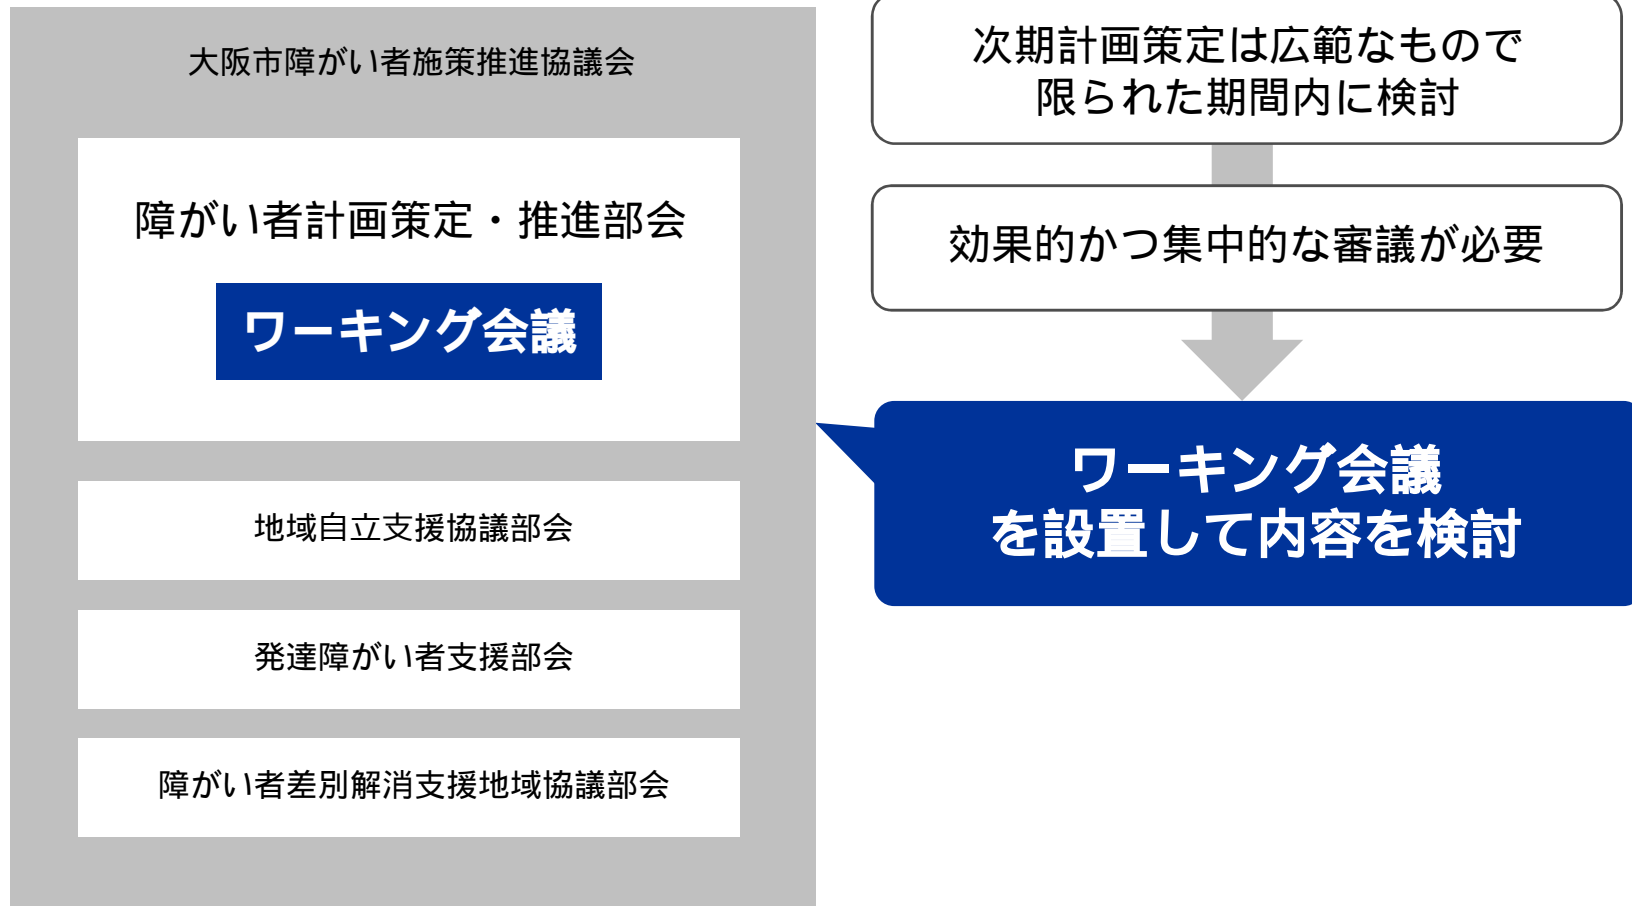 大阪市障がい者施策推進協議会
障がい者計画策定・推進部会
ワーキング会議
地域自立支援協議部会
発達障がい者支援部会
障がい者差別解消支援地域協議部会
次期計画策定は広範なもので
限られた期間内に検討
効果的かつ集中的な審議が必要
ワーキング会議
を設置して内容を検討